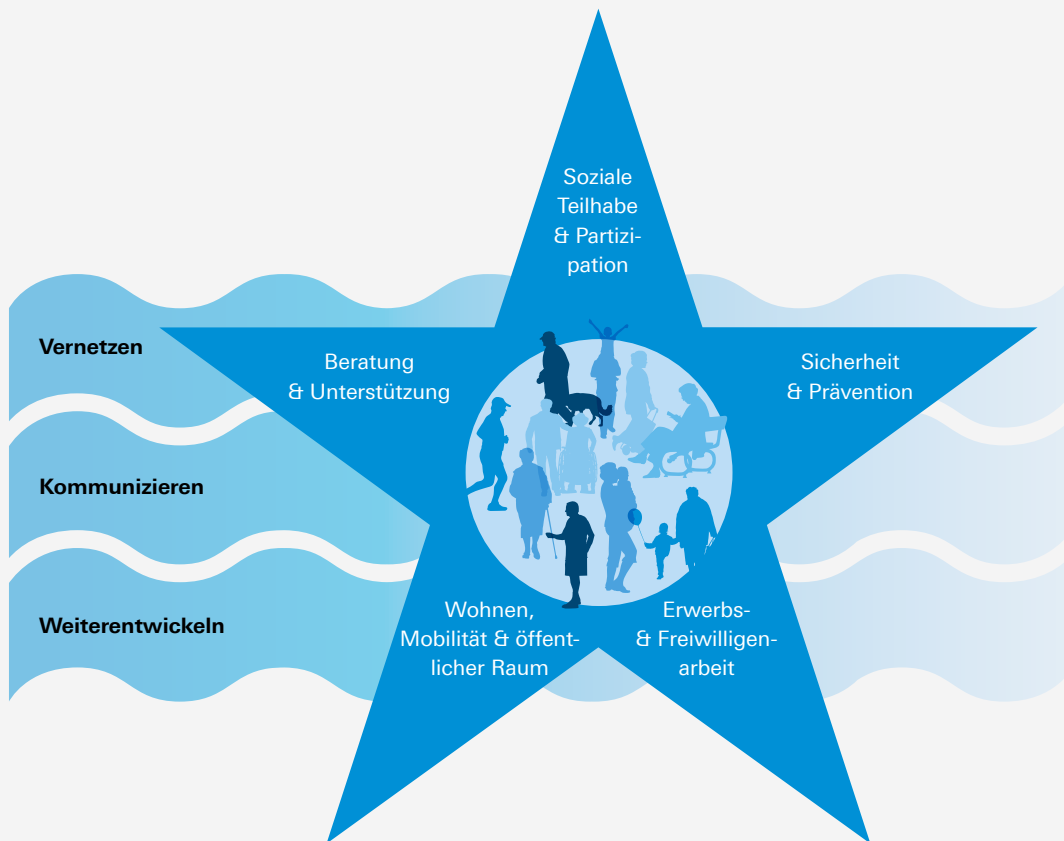 Soziale
Teilhabe
& Partizi-
pation
Vernetzen
Beratung
& Unterstützung
Sicherheit
& Prävention
Kommunizieren
Weiterentwickeln
Wohnen,
Mobilität & öffent-
licher Raum
Erwerbs-
& Freiwilligen-
arbeit